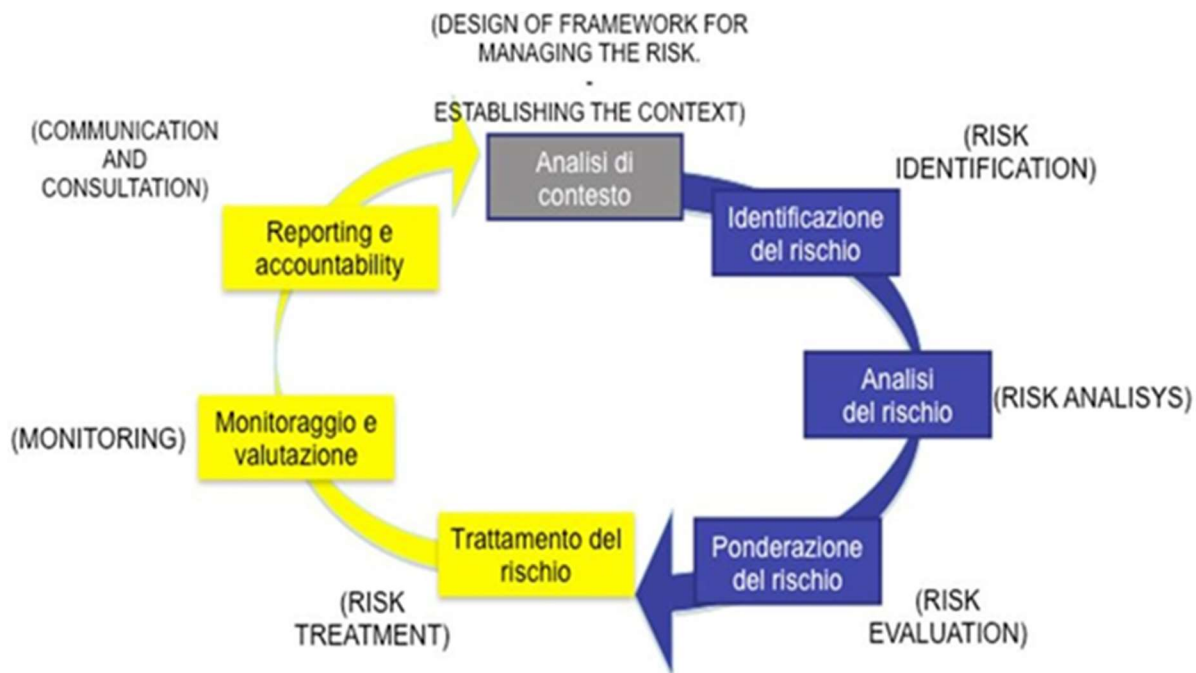 (DESIGN OF FRAMEWORK FOR
MANAGING THE RISK.
-
ESTABLISHING THE CONTEXT)
Analisi di
contesto
(RISK
IDENTIFICATION)
Identificazione
del rischio
Analisi
del rischio
(RISK ANALISYS)
Ponderazione
del rischio
(RISK
EVALUATION)
Trattamento del
rischio
(RISK
TREATMENT)
Monitoraggio e
valutazione
(MONITORING)
Reporting e
accountability
(COMMUNICATION
AND
CONSULTATION)